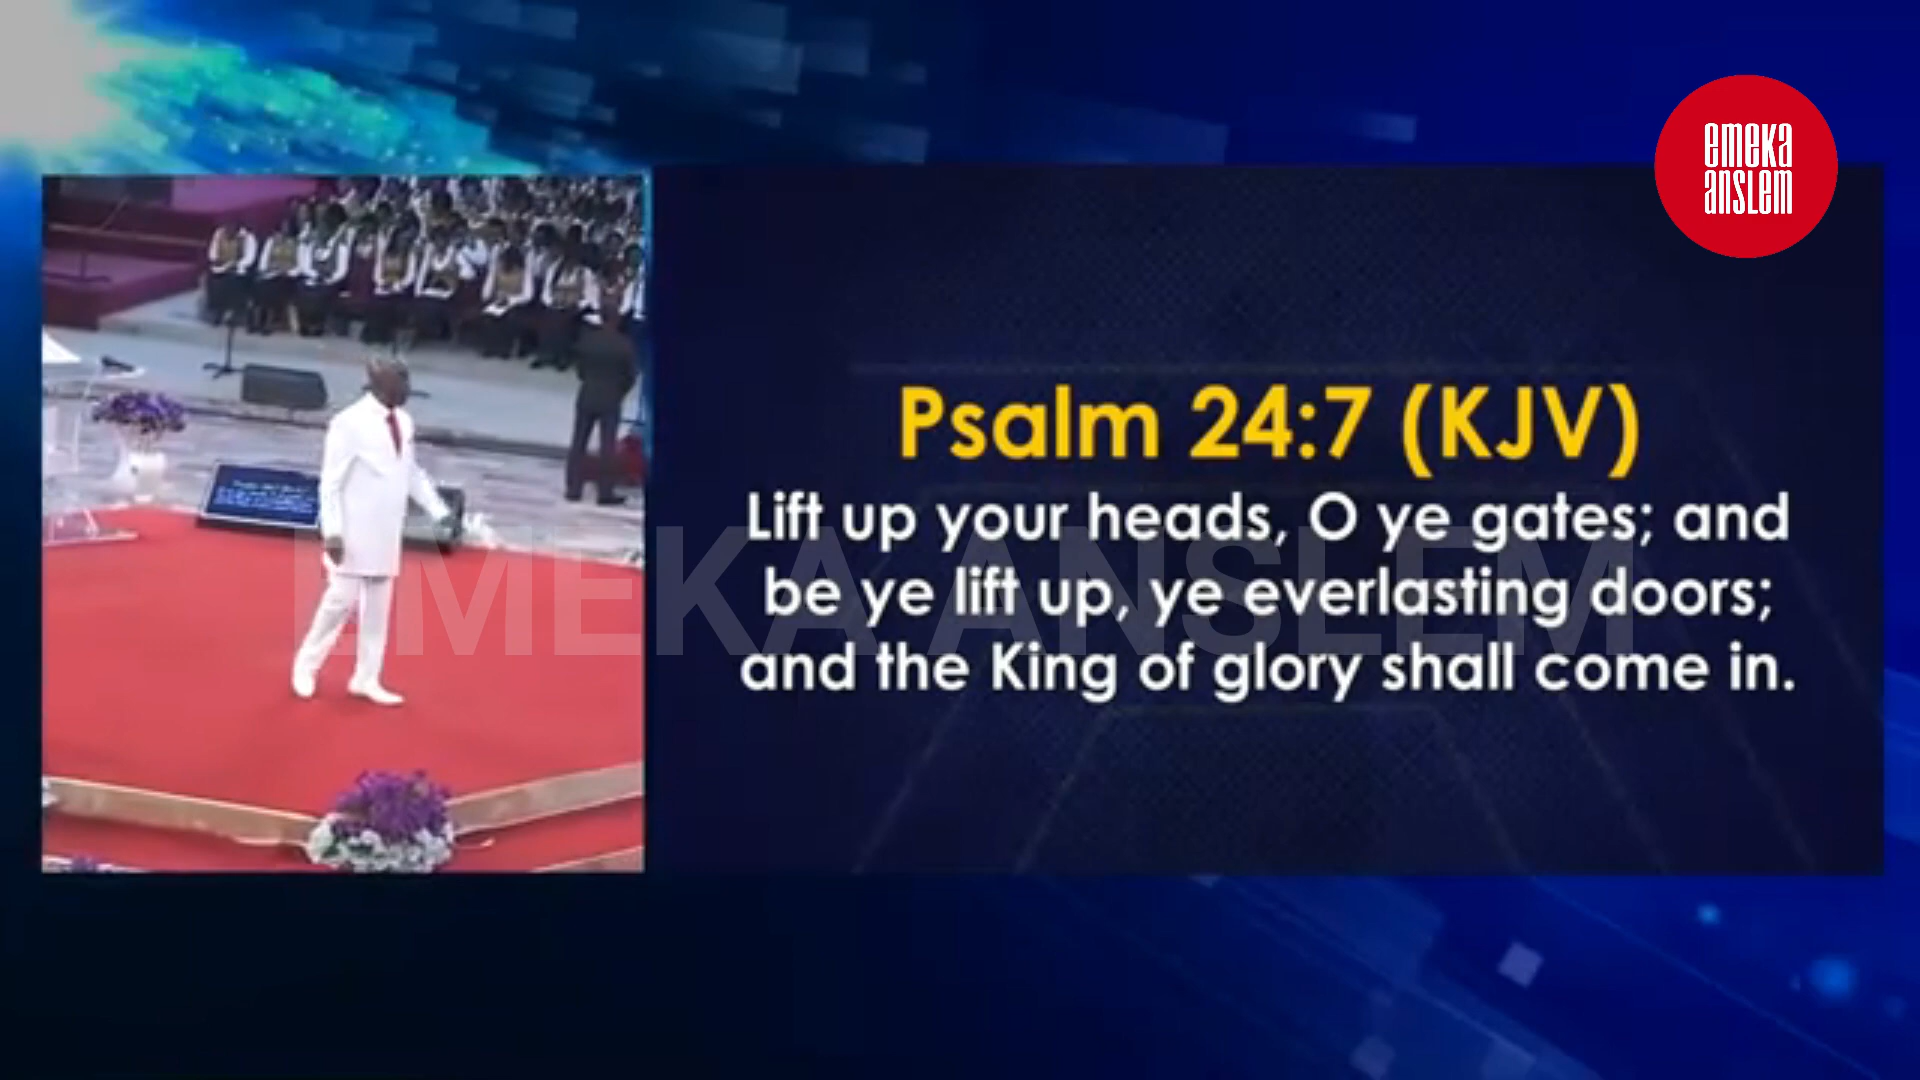 emeka
anslem
Psalm 24:7 (KJV)
Lift up your heads, O ye gates; and
be ye lift up, ye everlasting doors;
and the King of glory shall come in.
EMEKA ANSLEM